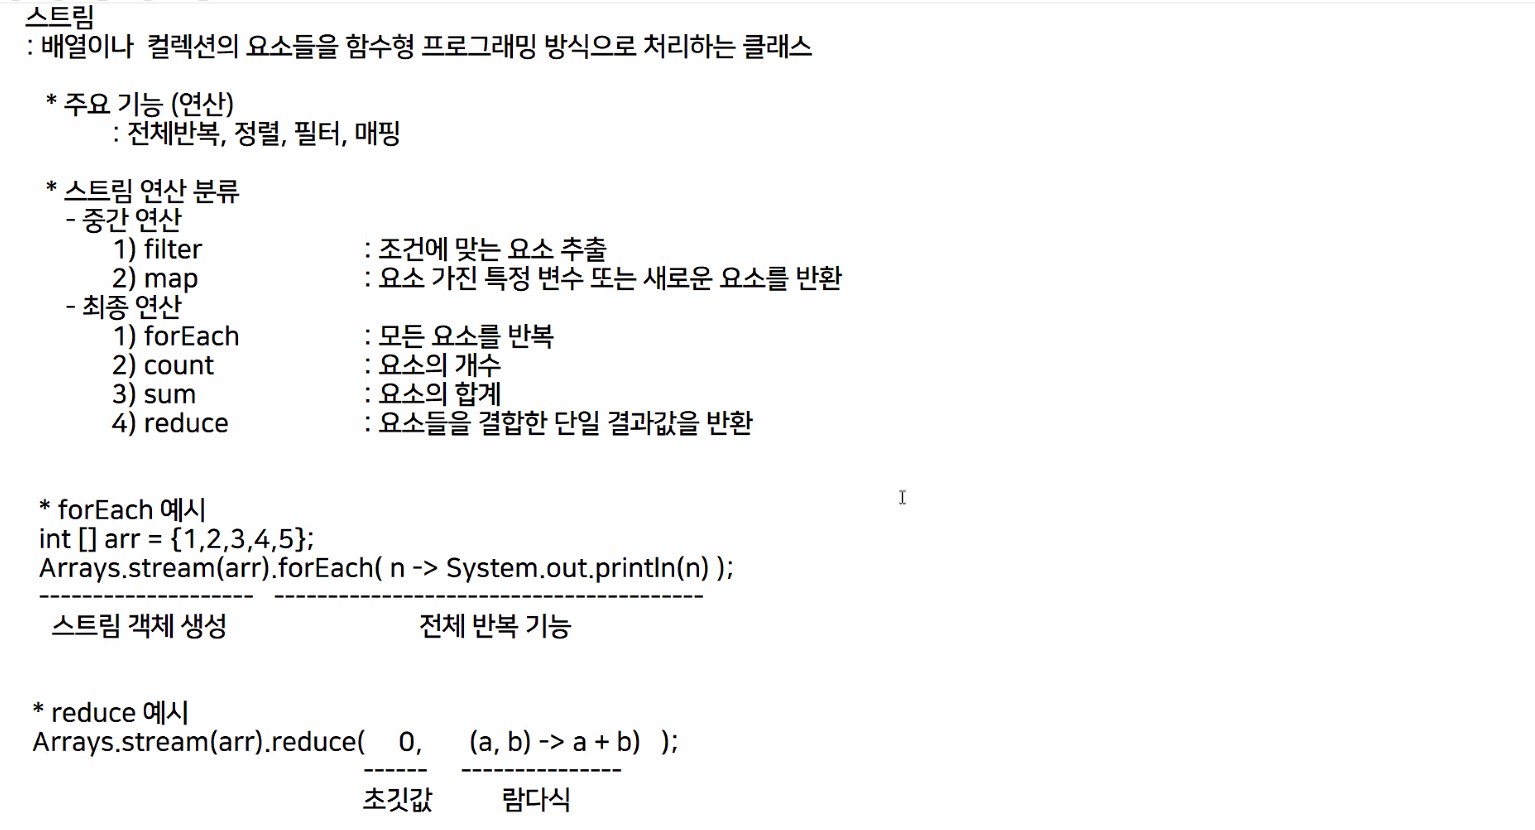 스트림
: 배열이나 컬렉션의 요소들을 함수형 프로그래밍 방식으로 처리하는 클래스
* 주요 기능 (연산)
: 전체반복, 정렬, 필터, 매핑
* 스트림 연산 분류
- 중간 연산
1) filter : 조건에 맞는 요소 추출
2) map : 요소 가진 특정 변수 또는 새로운 요소를 반환
- 최종 연산
1) forEach : 모든 요소를 반복
2) count : 요소의 개수
3) sum : 요소의 합계
4) reduce : 요소들을 결합한 단일 결과값을 반환
* forEach 예시
int [] arr = {1,2,3,4,5};
Arrays.stream(arr).forEach( n -> System.out.println(n) );
-------------------- ----------------------------------------
스트림 객체 생성 전체 반복 기능
* reduce 예시
Arrays.stream(arr).reduce( 0, (a, b) -> a + b) );
------ ---------------
초깃값 람다식